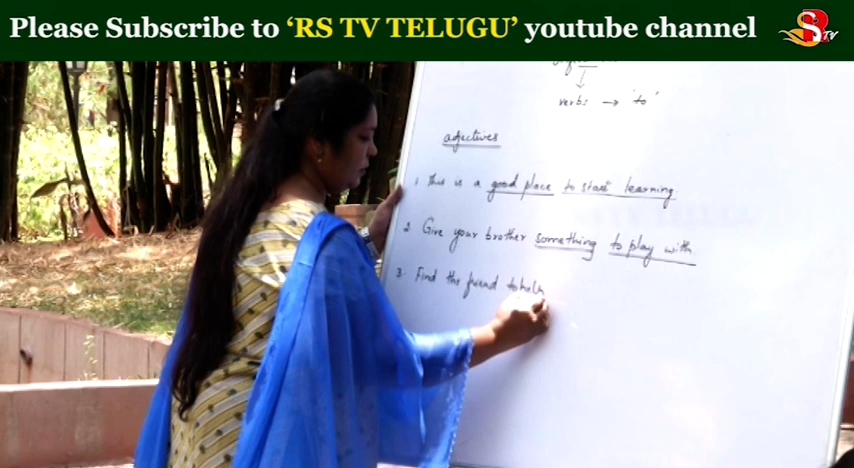 Please Subscribe to ‘RS TV TELUGU’ youtube channel
B TV
verbs → 'to'
adjectives
1 This is a good place to start learning.
2 Give your brother something to play with
3. Find the friend to help